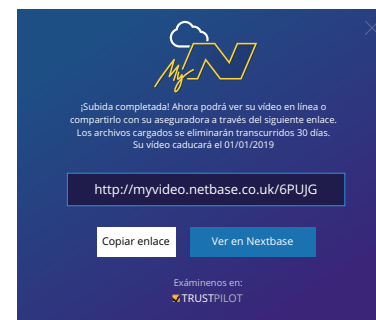 My N
¡Subida completada! Ahora podrá ver su vídeo en línea o
compartirlo con su aseguradora a través del siguiente enlace.
Los archivos cargados se eliminarán transcurridos 30 días.
Su vídeo caducará el 01/01/2019
http://myvideo.netbase.co.uk/6PUJG
Copiar enlace
Ver en Nextbase
Exáminenos en:
TRUSTPILOT